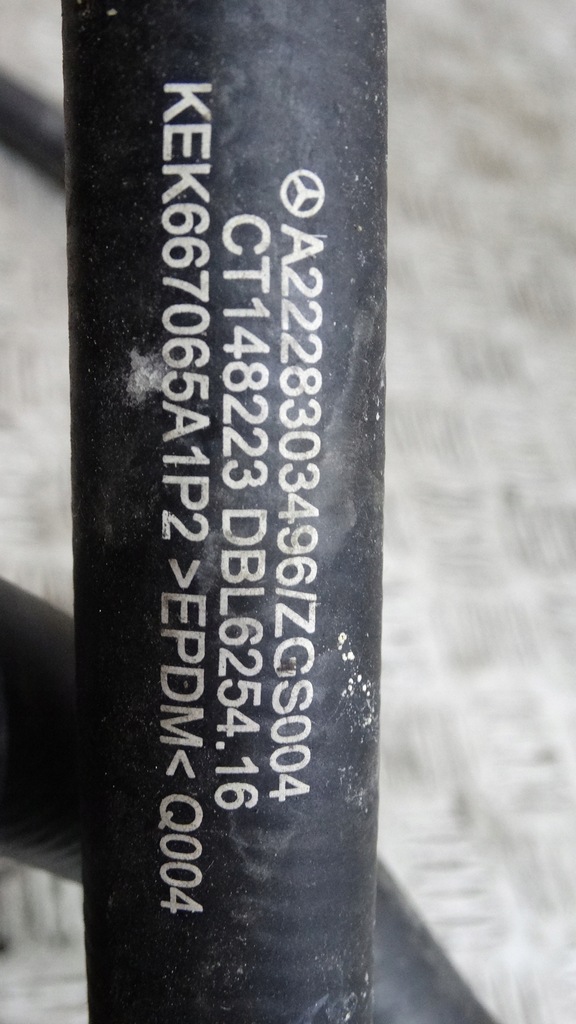 A2228303496/ZGS004
CT148223 DBL6254.16
KEK667065A1P2 >EPDM< Q004